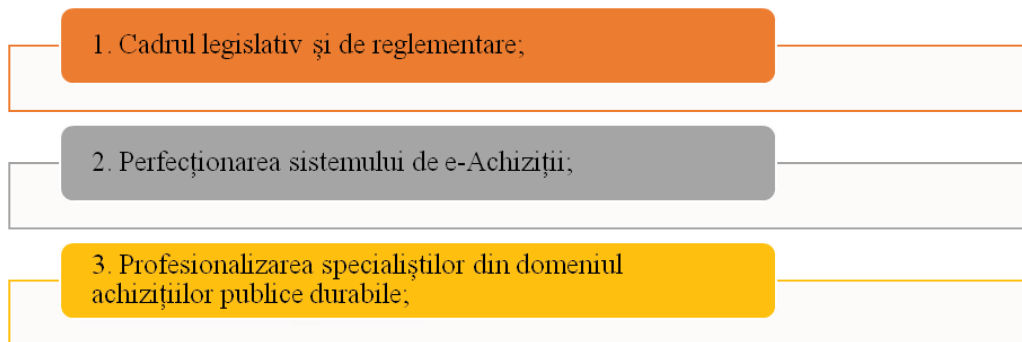 1. Cadrul legislativ și de reglementare;
2. Perfecționarea sistemului de e-Achiziții;
3. Profesionalizarea specialiștilor din domeniul
achizițiilor publice durabile;